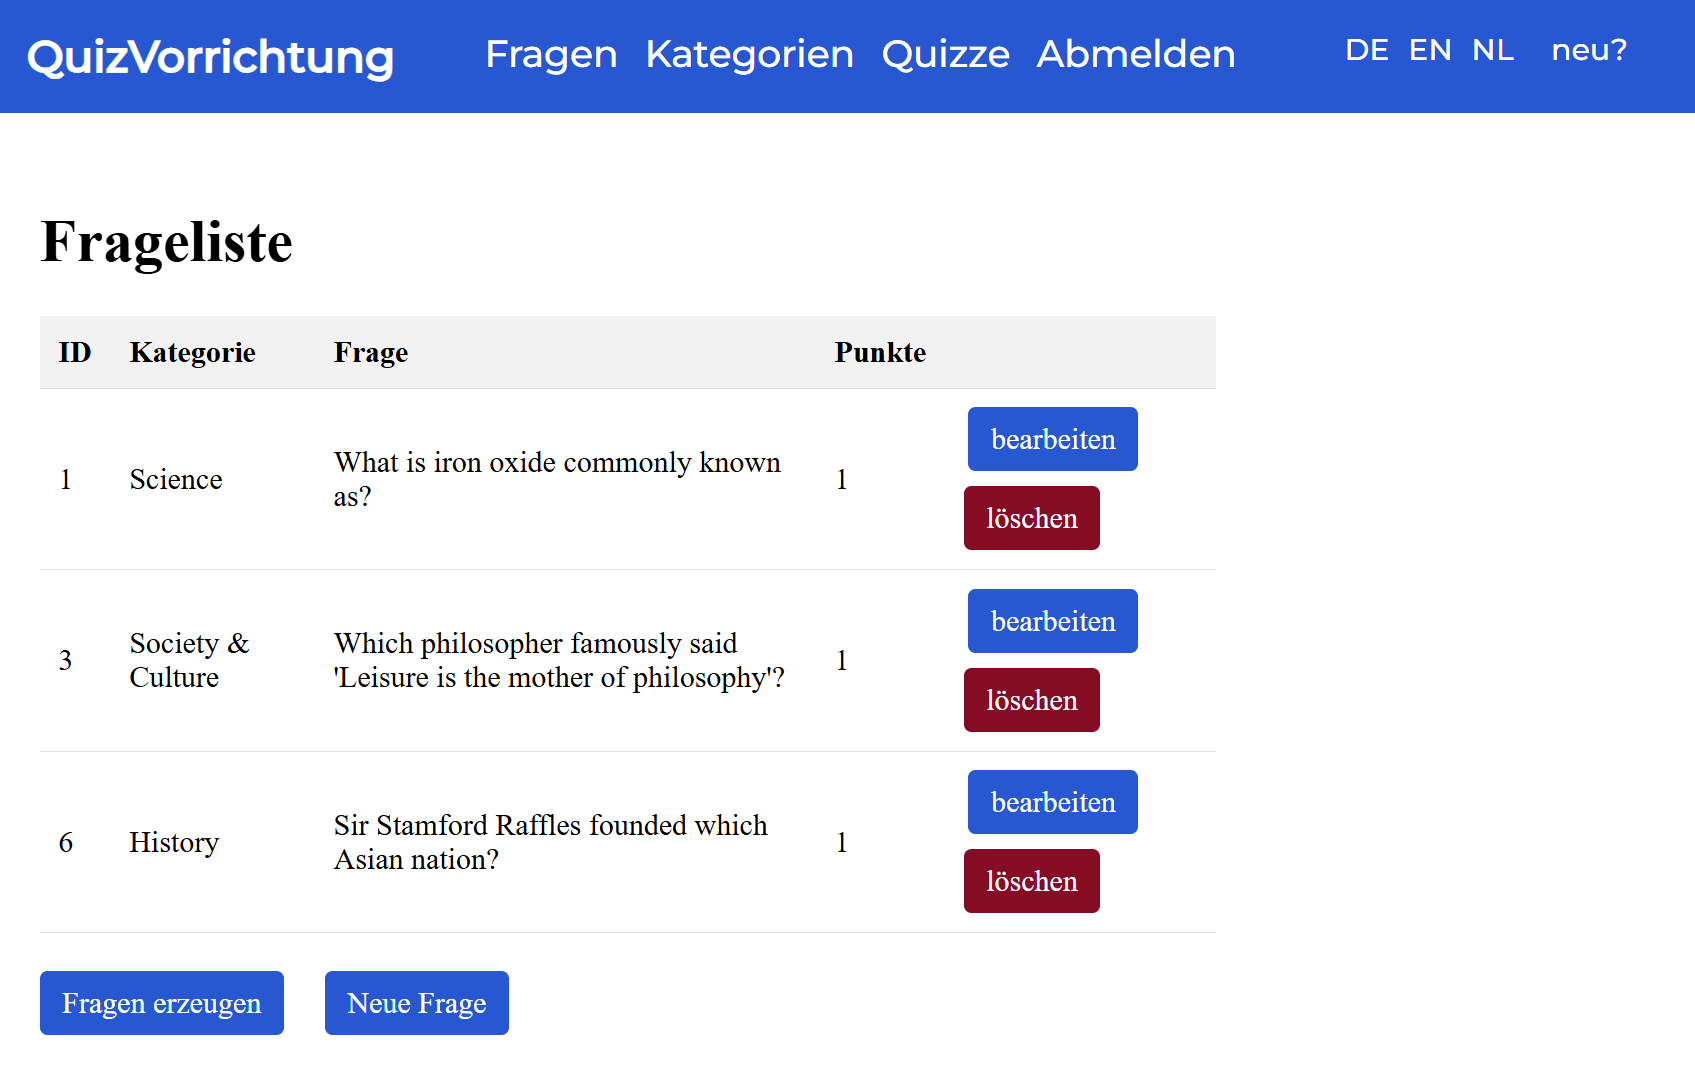 QuizVorrichtung Fragen Kategorien Quizze Abmelden DE EN NL neu?
Frageliste
ID Kategorie Frage Punkte
bearbeiten
1 Science What is iron oxide commonly known
as? 1
löschen
bearbeiten
3 Society &
Culture Which philosopher famously said
'Leisure is the mother of philosophy'? 1
löschen
bearbeiten
6 History Sir Stamford Raffles founded which
Asian nation? 1
löschen
Fragen erzeugen Neue Frage